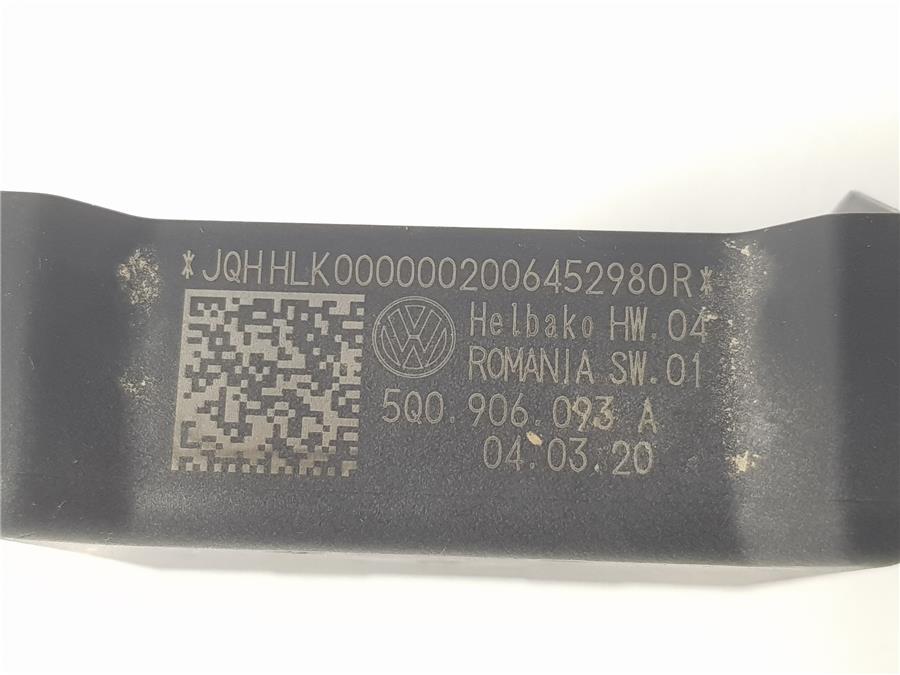 *JQHHLK0000002006452980R*
Helbako HW.04
ROMANIA SW.01
5Q0.906.093 A
04.03.20